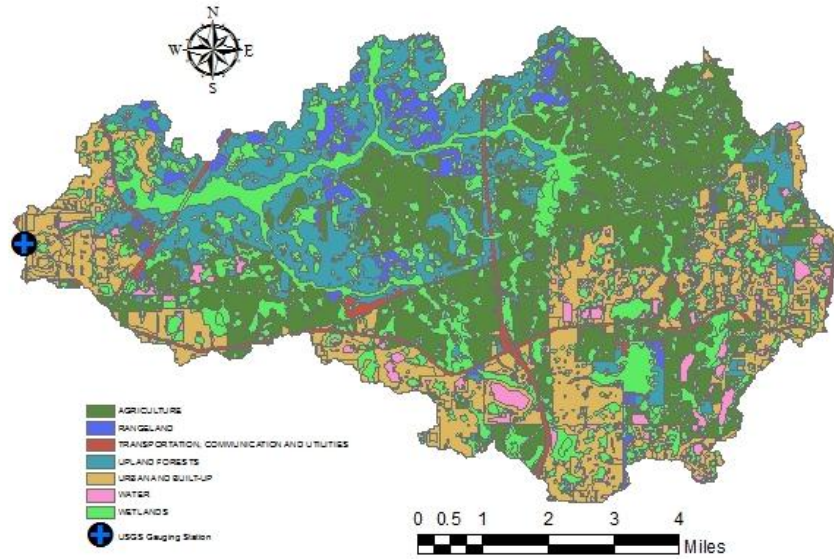 N
W E
S
AGRICULTURE
RANGELAND
TRANSPORTATION, COMMUNICATION AND UTILITIES
UPLAND FORESTS
URBAN AND BUILT-UP
WATER
WETLANDS
USGS Gauging Station
0 0.5 1 2 3 4
Miles